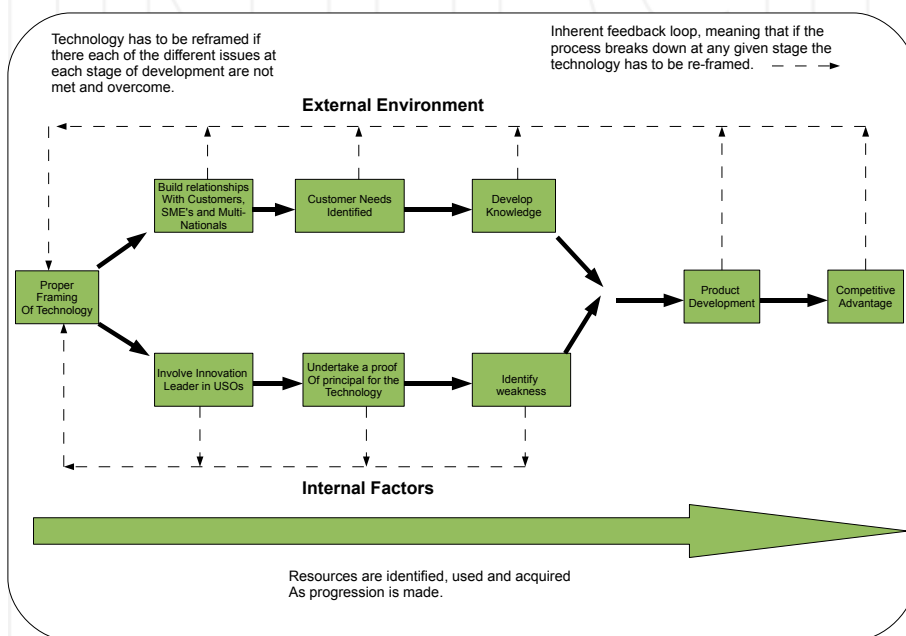 Technology has to be reframed if
there each of the different issues at
each stage of development are not
met and overcome.
Inherent feedback loop, meaning that if the
process breaks down at any given stage the
technology has to be re-framed.
External Environment
Build relationships
With Customers,
SME's and Multi-
Nationals
Customer Needs
Identified
Develop
Knowledge
Proper
Framing
Of Technology
Product
Development
Competitive
Advantage
Involve Innovation
Leader in USOs
Undertake a proof
Of principal for the
Technology
Identify
weakness
Internal Factors
Resources are identified, used and acquired
As progression is made.